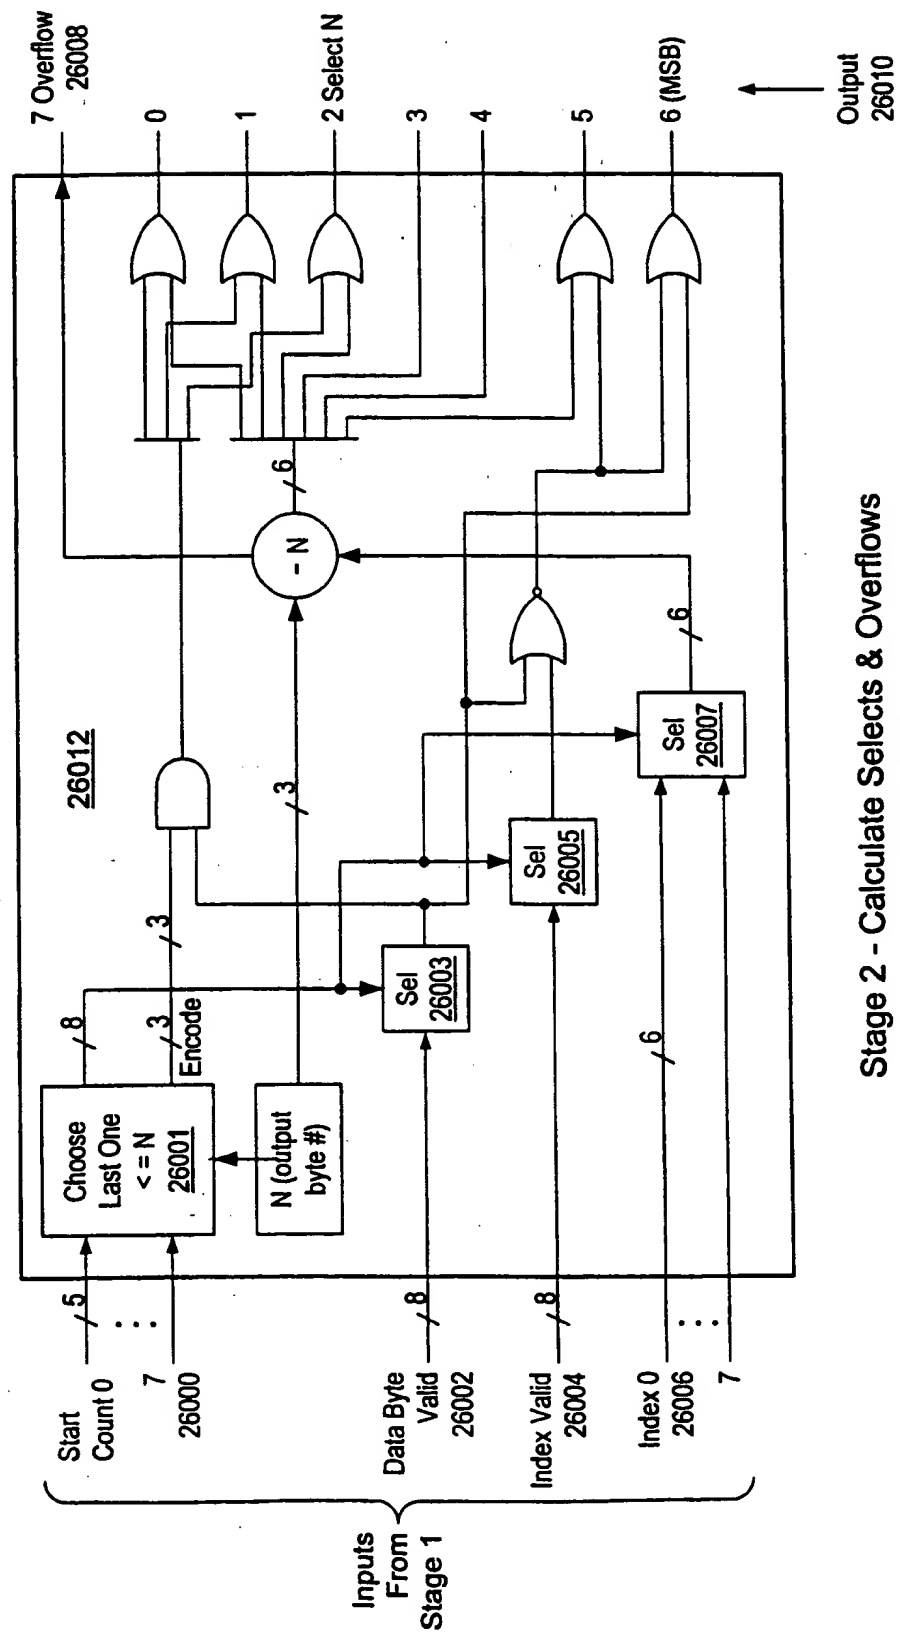 Inputs
From
Stage 1
Start
Count 0
5
7
26000
Data Byte
Valid
26002
8
Index Valid
26004
8
Index 0
26006
6
7
Choose
Last One
< = N
26001
8
3
Encode
3
N (output
byte #)
3
26012
Sel
26003
Sel
26005
Sel
26007
6
- N
6
7 Overflow
26008
0
1
2 Select N
3
4
5
6 (MSB)
Output
26010
Stage 2 - Calculate Selects & Overflows